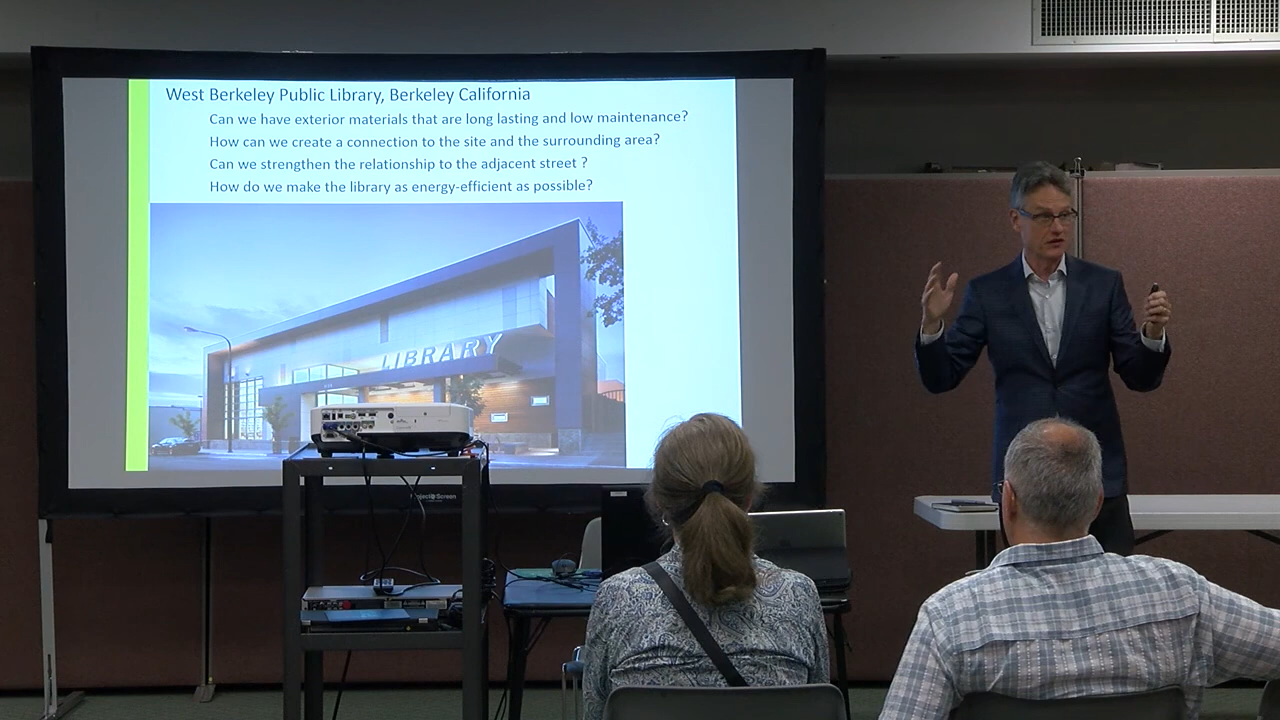 West Berkeley Public Library, Berkeley California
Can we have exterior materials that are long lasting and low maintenance?
How can we create a connection to the site and the surrounding area?
Can we strengthen the relationship to the adjacent street ?
How do we make the library as energy-efficient as possible?
LIBRARY
Screen